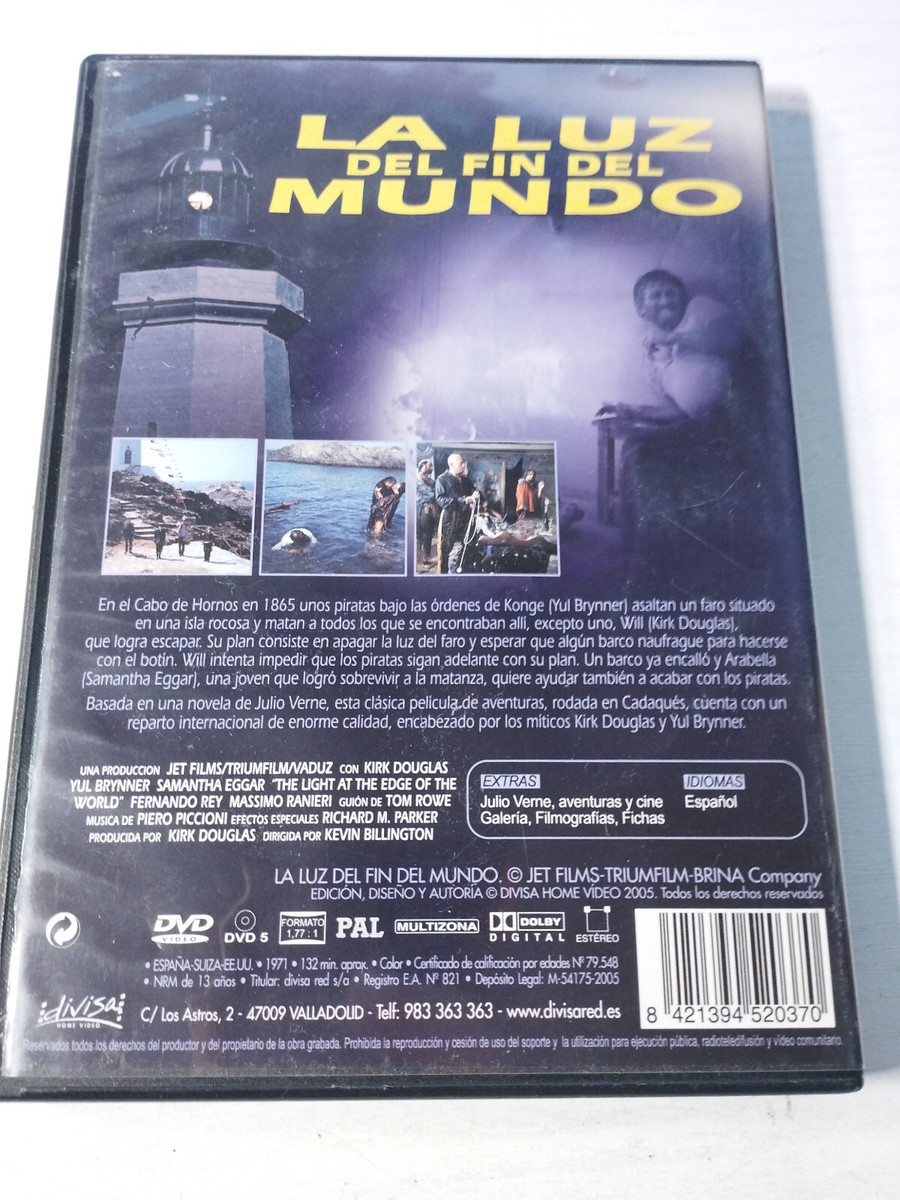 LA LUZ
DEL FIN DEL
MUNDO
En el Cabo de Hornos en 1865 unos piratas bajo las órdenes de Konge (Yul Brynner) asaltan un faro situado
en una isla rocosa y matan a todos los que se encontraban allí, excepto uno, Will (Kirk Douglas),
que logra escapar. Su plan consiste en apagar la luz del faro y esperar que algún barco naufrague para hacerse
con el botin. Will intenta impedir que los piratas sigan adelante con su plan. Un barco ya encalló y Arabella
(Samantha Eggar), una joven que logró sobrevivir a la matanza, quiere ayudar también a acabar con los piratas.
Basada en una novela de Julio Verne, esta clásica película de aventuras, rodada en Cadaqués, cuenta con un
reparto internacional de enorme calidad, encabezado por los míticos Kirk Douglas y Yul Brynner.
UNA PRODUCCION JET FILMS/TRIUMFILM/VADUZ CON KIRK DOUGLAS
YUL BRYNNER SAMANTHA EGGAR "THE LIGHT AT THE EDGE OF THE
WORLD" FERNANDO REY MASSIMO RANIERI GUIÓN DE TOM ROWE
MUSICA DE PIERO PICCIONI EFECTOS ESPECIALES RICHARD M. PARKER
PRODUCIDA POR KIRK DOUGLAS DIRIGIDA POR KEVIN BILLINGTON
EXTRAS
Julio Verne, aventuras y cine
Galería, Filmografías, Fichas
IDIOMAS
Español
LA LUZ DEL FIN DEL MUNDO. © JET FILMS-TRIUMFILM-BRINA Company
EDICIÓN, DISEÑO Y AUTORÍA © DIVISA HOME VÍDEO 2005. Todos los derechos reservados
DVD
VIDEO
DVD 5
FORMATO
1,77 : 1
PAL
MULTIZONA
DOLBY
DIGITAL
ESTÉREO
• ESPAÑA-SUIZA-EE.UU. • 1971 • 132 min. aprox. • Color • Certificado de calificación por edades Nº 79.548
• NRM de 13 años • Titular: divisa red s/a • Registro E.A. Nº 821 • Depósito Legal: M-54175-2005
divisa
HOME VIDEO
C/ Los Astros, 2 - 47009 VALLADOLID - Telf: 983 363 363 - www.divisared.es
8 421394 520370
Reservados todos los derechos del productor y del propietario de la obra grabada. Prohibida la reproducción y cesión de uso del soporte y la utilización para ejecución pública, radioteledifusión y vídeo comunitario.